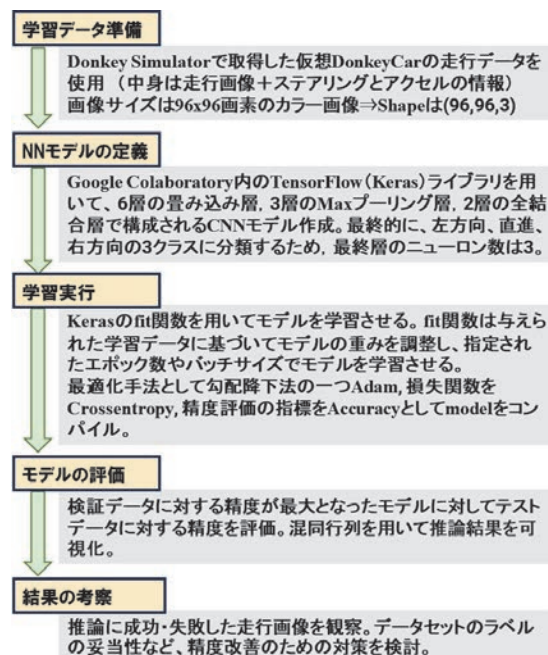 学習データ準備
Donkey Simulatorで取得した仮想DonkeyCarの走行データを
使用 （中身は走行画像＋ステアリングとアクセルの情報）
画像サイズは96x96画素のカラー画像⇒Shapeは(96,96,3)
NNモデルの定義
Google Colaboratory内のTensorFlow（Keras）ライブラリを用
いて、6層の畳み込み層，3層のMaxプーリング層，2層の全結
合層で構成されるCNNモデル作成。最終的に、左方向、直進、
右方向の3クラスに分類するため，最終層のニューロン数は3。
学習実行
Kerasのfit関数を用いてモデルを学習させる。fit関数は与えら
れた学習データに基づいてモデルの重みを調整し、指定され
たエポック数やバッチサイズでモデルを学習させる。
最適化手法として勾配降下法の一つAdam, 損失関数を
Crossentropy, 精度評価の指標をAccuracyとしてmodelをコン
パイル。
モデルの評価
検証データに対する精度が最大となったモデルに対してテスト
データに対する精度を評価。混同行列を用いて推論結果を可
視化。
結果の考察
推論に成功・失敗した走行画像を観察。データセットのラベル
の妥当性など、精度改善のための対策を検討。